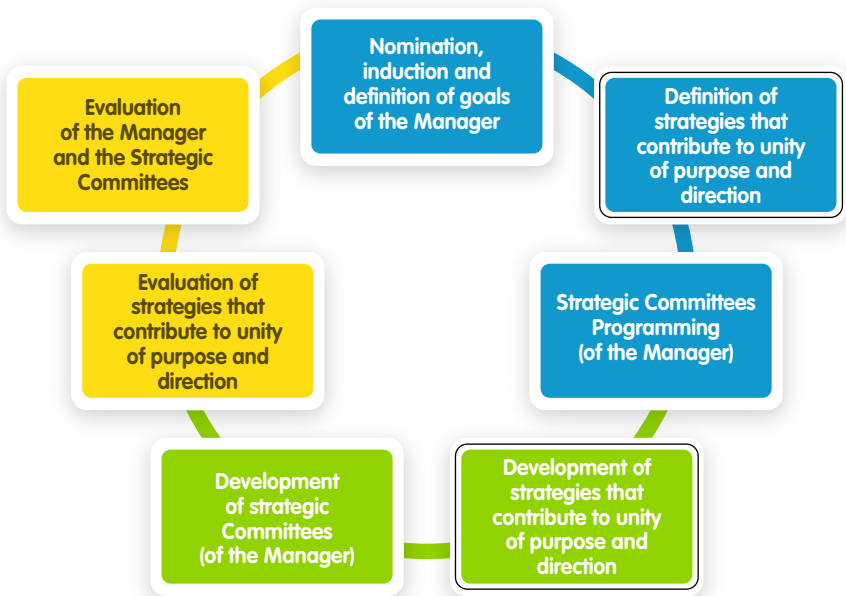 Nomination,
induction and
definition of goals
of the Manager
Definition of
strategies that
contribute to unity
of purpose and
direction
Strategic Committees
Programming
(of the Manager)
Development of
strategies that
contribute to unity
of purpose and
direction
Development
of strategic
Committees
(of the Manager)
Evaluation of
strategies that
contribute to unity
of purpose and
direction
Evaluation
of the Manager
and the Strategic
Committees